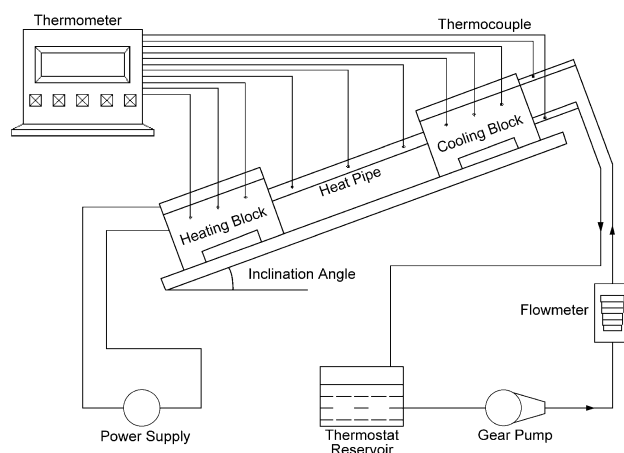 Thermometer
Thermocouple
Cooling Block
Heat Pipe
Heating Block
Inclination Angle
Flowmeter
Power Supply
Thermostat
Reservoir
Gear Pump